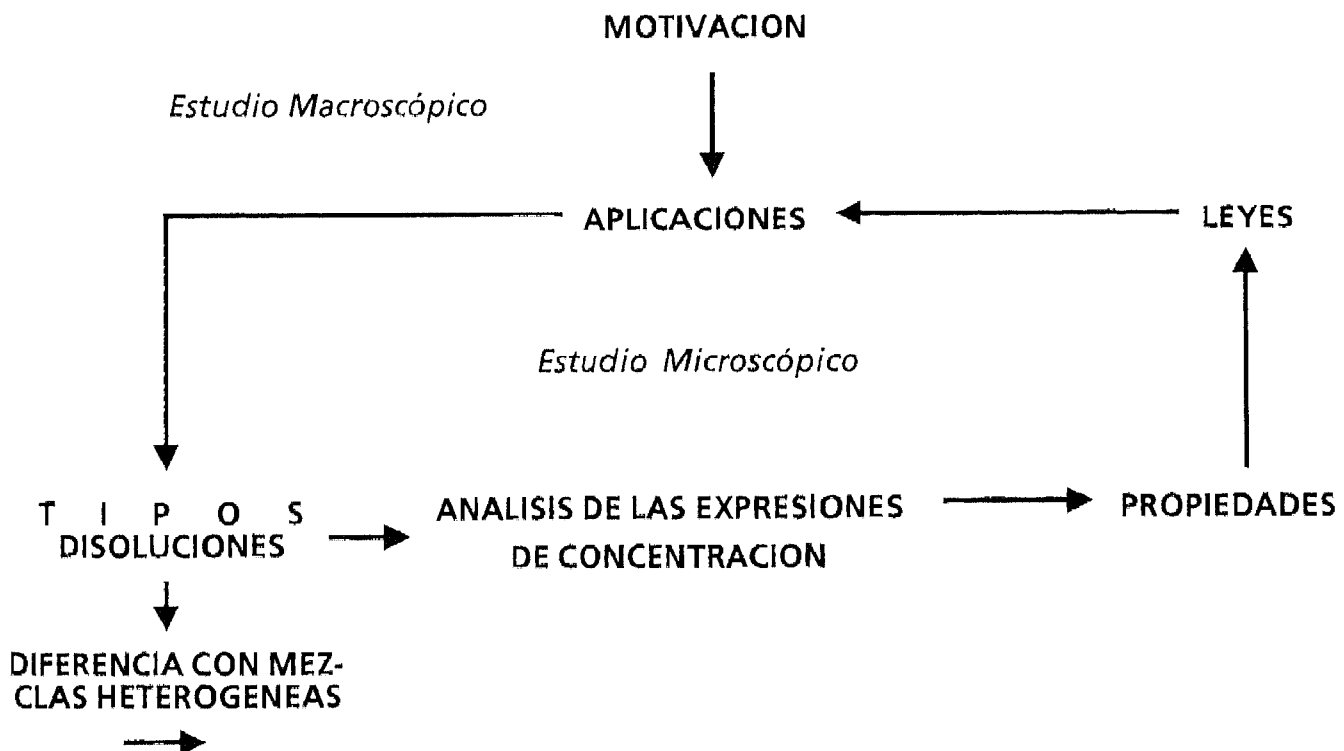 MOTIVACION
Estudio Macroscópico
APLICACIONES
LEYES
Estudio Microscópico
T I P O S
DISOLUCIONES
ANALISIS DE LAS EXPRESIONES
DE CONCENTRACION
PROPIEDADES
DIFERENCIA CON MEZ-
CLAS HETEROGENEAS